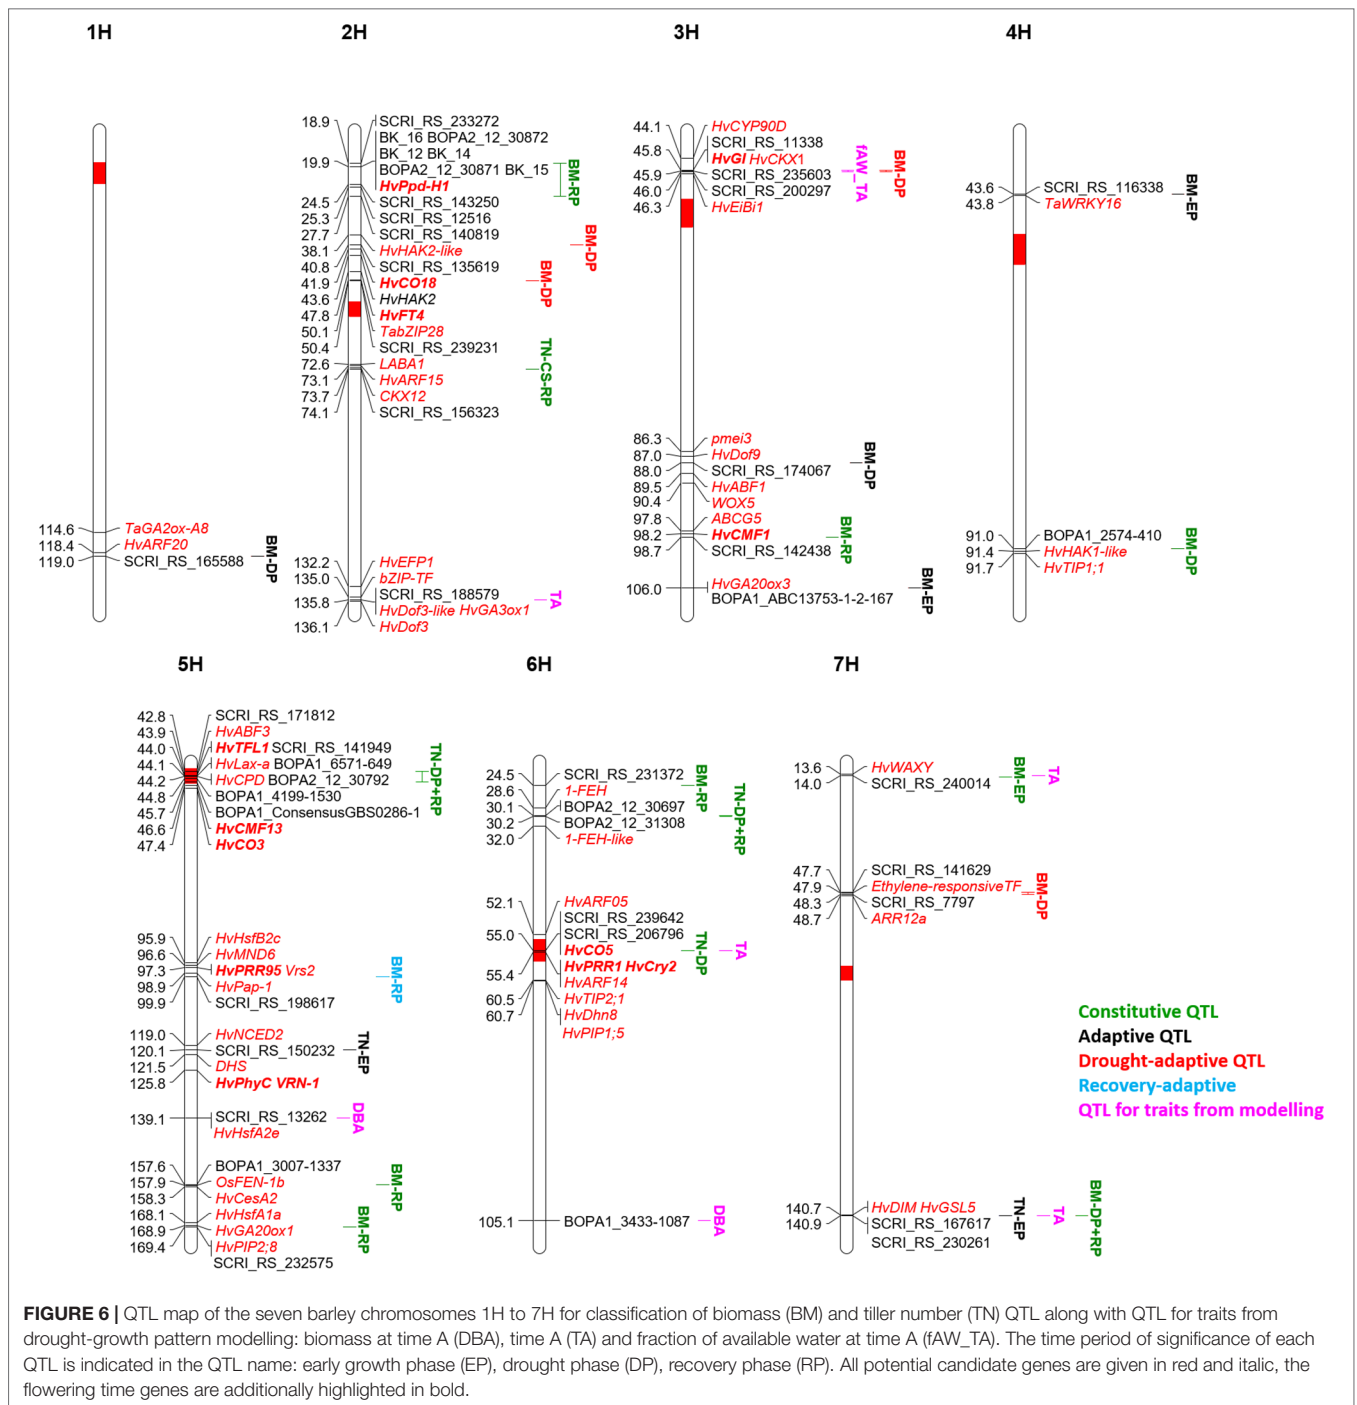 1H
2H
3H
4H
18.9
19.9
24.5
25.3
27.7
38.1
40.8
41.9
43.6
47.8
50.1
50.4
72.6
73.1
73.7
74.1
SCRI_RS_233272
BK_16 BOPA2_12_30872
BK_12 BK_14
BOPA2_12_30871 BK_15
HvPpd-H1
SCRI_RS_143250
SCRI_RS_12516
SCRI_RS_140819
HvHAK2-like
SCRI_RS_135619
HvCO18
HvHAK2
HvFT4
TabZIP28
SCRI_RS_239231
LABA1
HvARF15
CKX12
SCRI_RS_156323
BM-RP
BM-DP
BM-DP
TN-CS-RP
44.1
45.8
45.9
46.0
46.3
HvCYP90D
SCRI_RS_11338
HvGI HvCKX1
SCRI_RS_235603
SCRI_RS_200297
HvEiBi1
fAW_TA
BM-DP
43.6
43.8
SCRI_RS_116338
TaWRKY16
BM-EP
114.6
118.4
119.0
TaGA2ox-A8
HvARF20
SCRI_RS_165588
BM-DP
132.2
135.0
135.8
136.1
HvEFP1
bZIP-TF
SCRI_RS_188579
HvDof3-like HvGA3ox1
HvDof3
TA
86.3
87.0
88.0
89.5
90.4
97.8
98.2
98.7
106.0
pmei3
HvDof9
SCRI_RS_174067
HvABF1
WOX5
ABCG5
HvCMF1
SCRI_RS_142438
HvGA20ox3
BOPA1_ABC13753-1-2-167
BM-DP
BM-RP
BM-EP
91.0
91.4
91.7
BOPA1_2574-410
HvHAK1-like
HvTIP1;1
BM-DP
5H
6H
7H
42.8
43.9
44.0
44.1
44.2
44.8
45.7
46.6
47.4
SCRI_RS_171812
HvABF3
HvTFL1 SCRI_RS_141949
HvLax-a BOPA1_6571-649
HvCPD BOPA2_12_30792
BOPA1_4199-1530
BOPA1_ConsensusGBS0286-1
HvCMF13
HvCO3
TN-DP+RP
95.9
96.6
97.3
98.9
99.9
HvHsfB2c
HvMND6
HvPRR95 Vrs2
HvPap-1
SCRI_RS_198617
BM-RP
119.0
120.1
121.5
125.8
HvNCED2
SCRI_RS_150232
DHS
HvPhyC VRN-1
TN-EP
139.1
SCRI_RS_13262
HvHsfA2e
DBA
157.6
157.9
158.3
168.1
168.9
169.4
BOPA1_3007-1337
OsFEN-1b
HvCesA2
HvHsfA1a
HvGA20ox1
HvPIP2;8
SCRI_RS_232575
BM-RP
BM-RP
24.5
28.6
30.1
30.2
32.0
SCRI_RS_231372
1-FEH
BOPA2_12_30697
BOPA2_12_31308
1-FEH-like
BM-RP
TN-DP+RP
52.1
55.0
55.4
60.5
60.7
HvARF05
SCRI_RS_239642
SCRI_RS_206796
HvCO5
HvPRR1 HvCry2
HvARF14
HvTIP2;1
HvDhn8
HvPIP1;5
TN-DP
TA
105.1
BOPA1_3433-1087
DBA
13.6
14.0
HvWAXY
SCRI_RS_240014
BM-EP
TA
47.7
47.9
48.3
48.7
SCRI_RS_141629
Ethylene-responsiveTF
SCRI_RS_7797
ARR12a
BM-DP
140.7
140.9
HvDIM HvGSL5
SCRI_RS_167617
SCRI_RS_230261
TN-EP
TA
BM-DP+RP
Constitutive QTL
Adaptive QTL
Drought-adaptive QTL
Recovery-adaptive
QTL for traits from modelling
FIGURE 6 | QTL map of the seven barley chromosomes 1H to 7H for classification of biomass (BM) and tiller number (TN) QTL along with QTL for traits from
drought-growth pattern modelling: biomass at time A (DBA), time A (TA) and fraction of available water at time A (fAW_TA). The time period of significance of each
QTL is indicated in the QTL name: early growth phase (EP), drought phase (DP), recovery phase (RP). All potential candidate genes are given in red and italic, the
flowering time genes are additionally highlighted in bold.